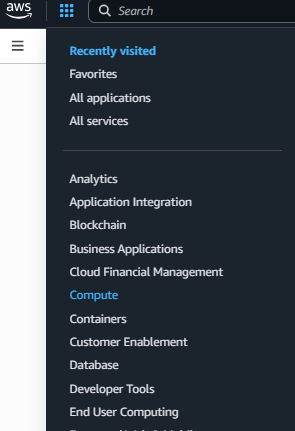 aws
Search
Recently visited
Favorites
All applications
All services
Analytics
Application Integration
Blockchain
Business Applications
Cloud Financial Management
Compute
Containers
Customer Enablement
Database
Developer Tools
End User Computing